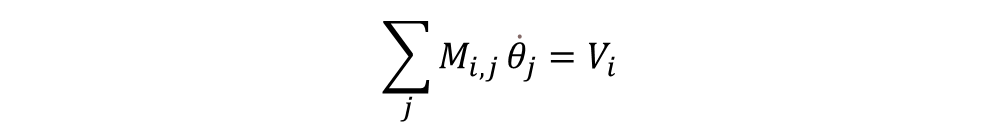 ∑_j M_{i,j} θ̇_j = V_i